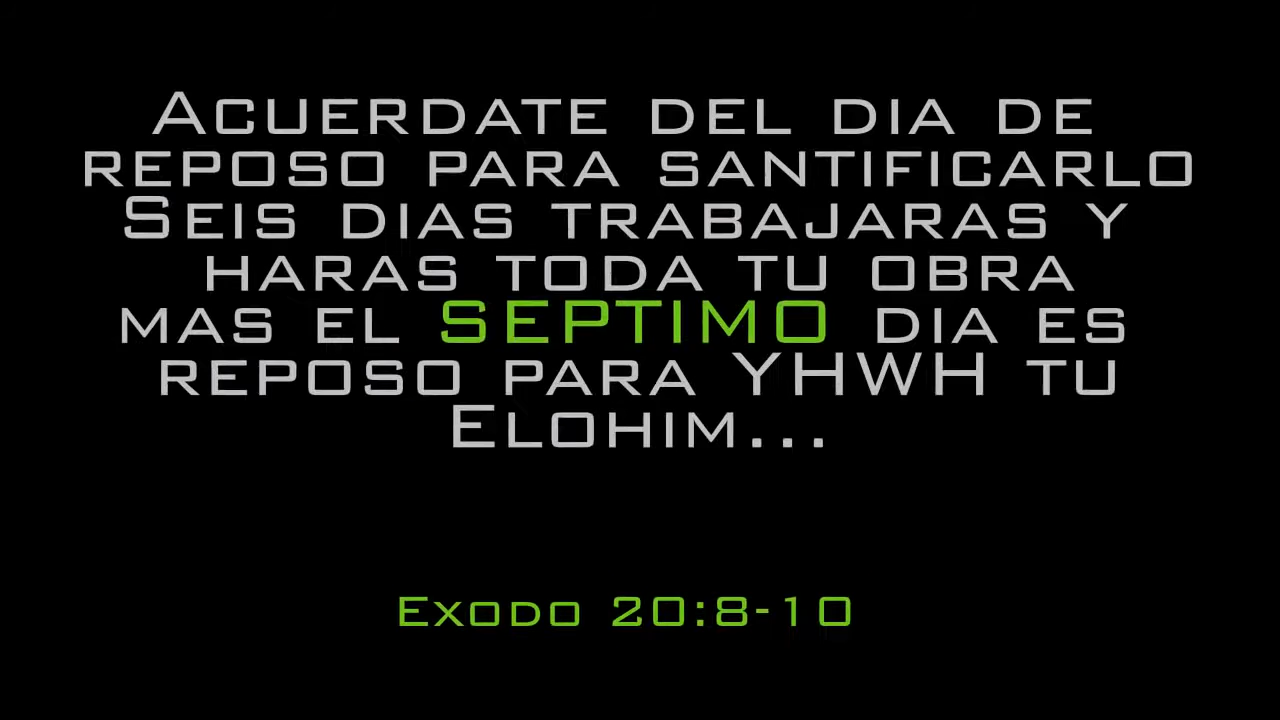 Acuerdate del dia de
reposo para santificarlo
Seis dias trabajaras y
haras toda tu obra
mas el SEPTIMO dia es
reposo para YHWH tu
Elohim...
Exodo 20:8-10